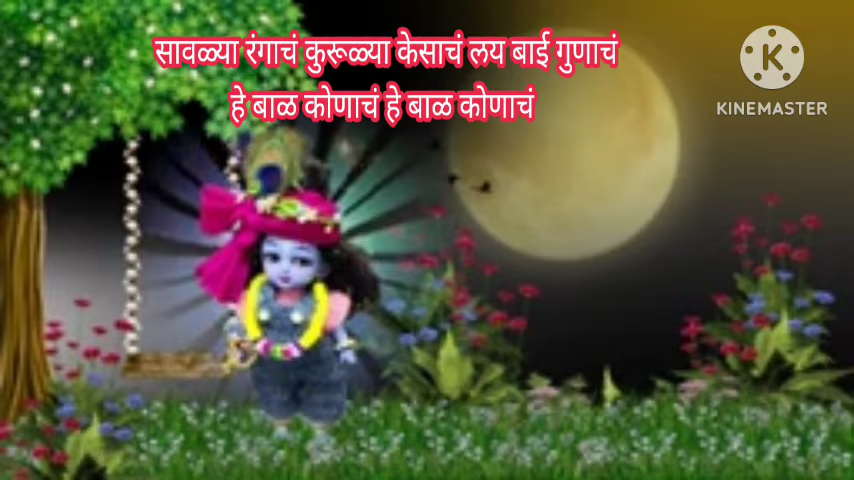 सावळ्या रंगाचं कुरूळ्या केसाचं लय बाई गुणाचं
हे बाळ कोणाचं हे बाळ कोणाचं
K
KINEMASTER